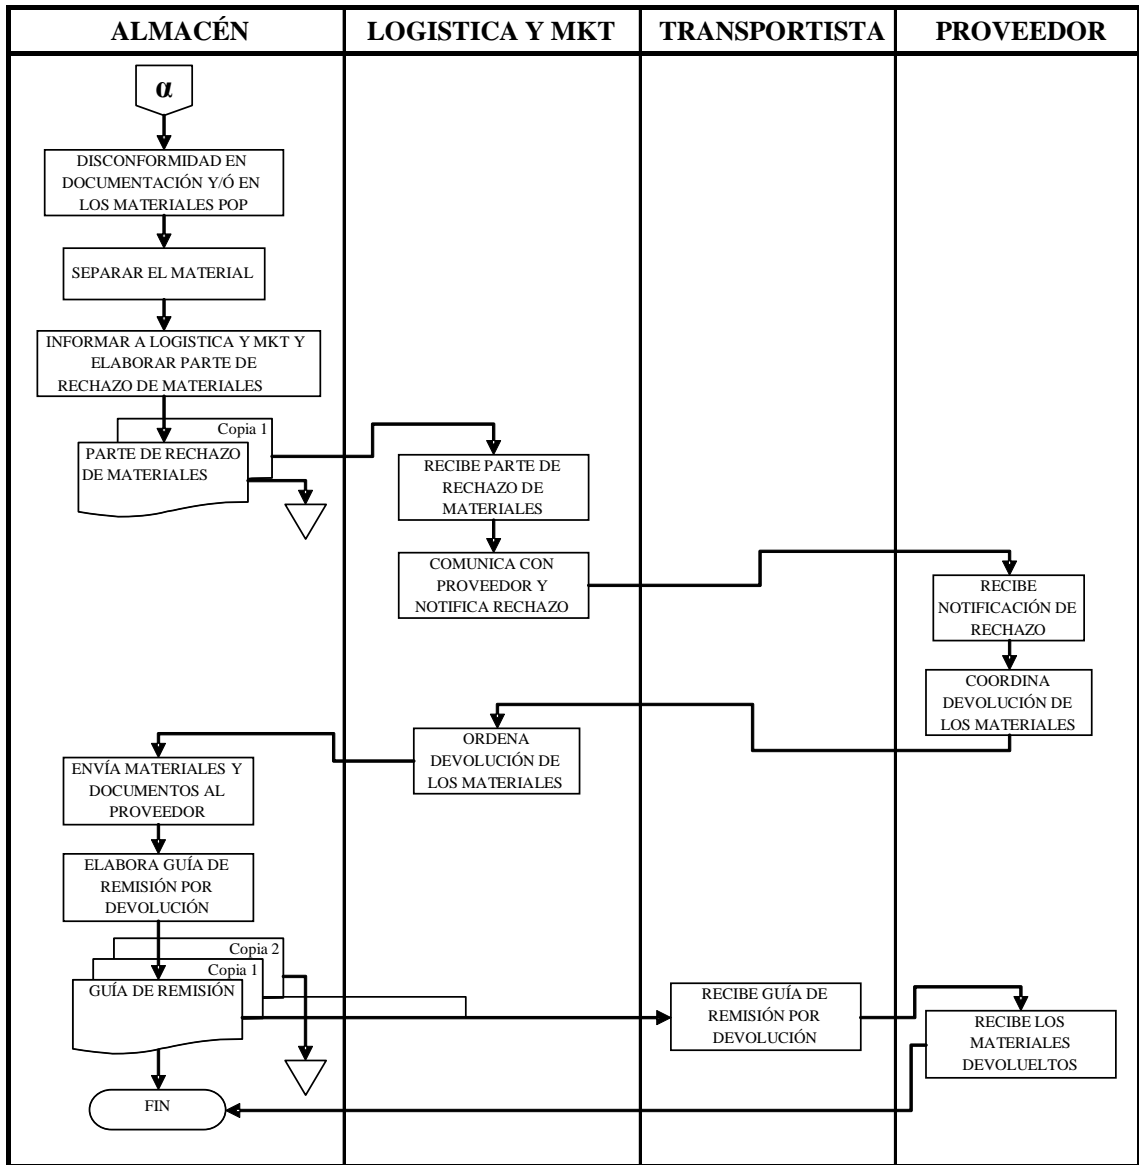 ALMACÉN
LOGISTICA Y MKT
TRANSPORTISTA
PROVEEDOR
α
DISCONFORMIDAD EN
DOCUMENTACIÓN Y/Ó EN
LOS MATERIALES POP
SEPARAR EL MATERIAL
INFORMAR A LOGISTICA Y MKT Y
ELABORAR PARTE DE
RECHAZO DE MATERIALES
Copia 1
PARTE DE RECHAZO
DE MATERIALES
RECIBE PARTE DE
RECHAZO DE
MATERIALES
COMUNICA CON
PROVEEDOR Y
NOTIFICA RECHAZO
RECIBE
NOTIFICACIÓN DE
RECHAZO
COORDINA
DEVOLUCIÓN DE
LOS MATERIALES
ORDENA
DEVOLUCIÓN DE
LOS MATERIALES
ENVÍA MATERIALES Y
DOCUMENTOS AL
PROVEEDOR
ELABORA GUÍA DE
REMISIÓN POR
DEVOLUCIÓN
Copia 2
Copia 1
GUÍA DE REMISIÓN
RECIBE GUÍA DE
REMISIÓN POR
DEVOLUCIÓN
RECIBE LOS
MATERIALES
DEVOLUELTOS
FIN